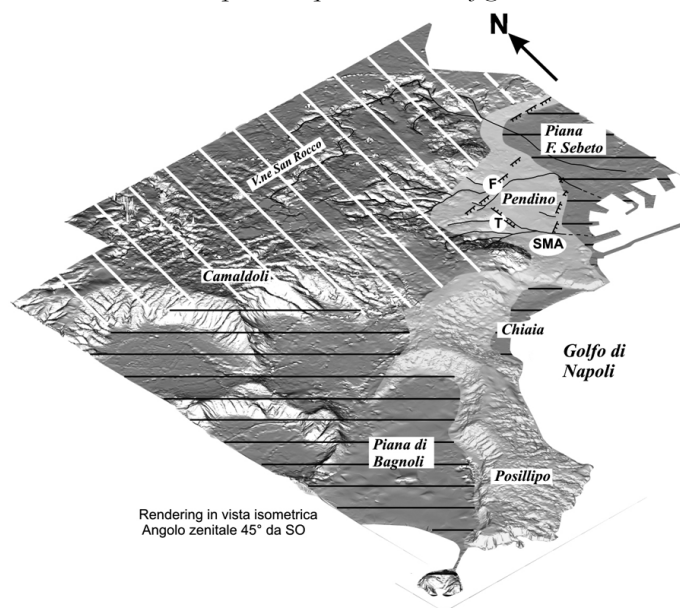 N
Piana
F. Sebeto
V.ne San Rocco
F
Pendino
T
SMA
Camaldoli
Chiaia
Golfo di
Napoli
Piana di
Bagnoli
Posillipo
Rendering in vista isometrica
Angolo zenitale 45° da SO